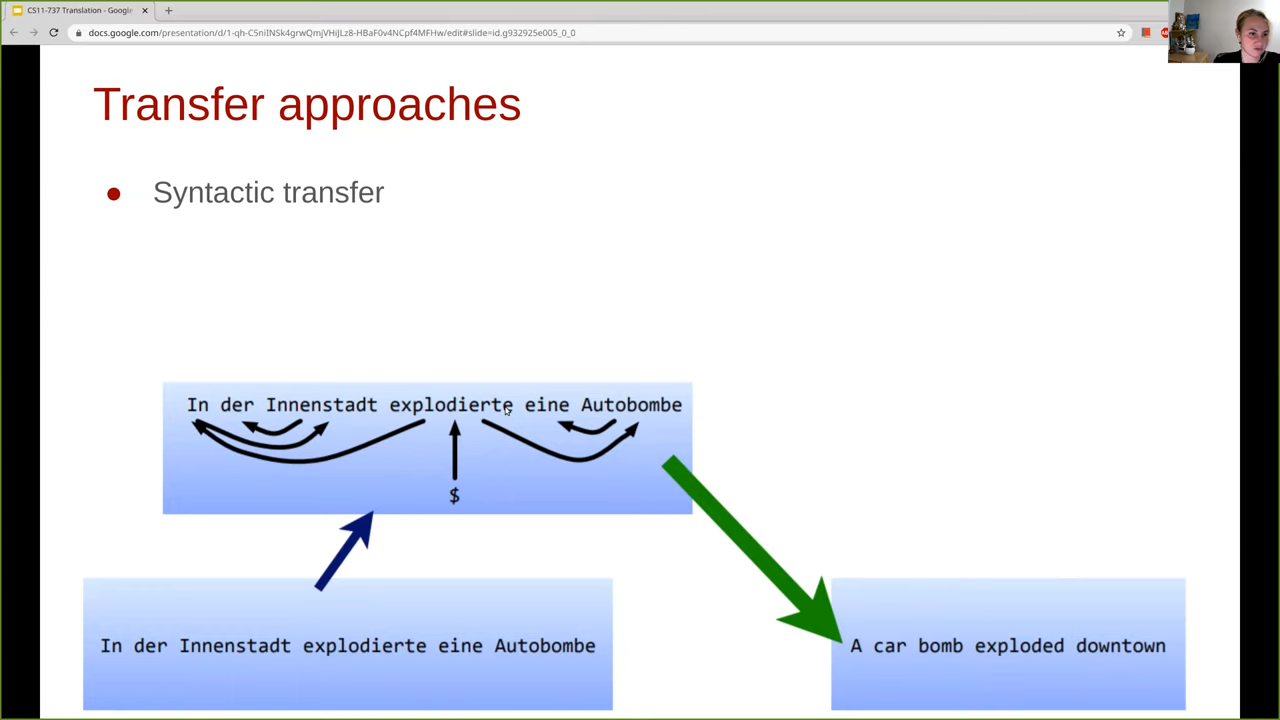 CS11-737 Translation - Google
docs.google.com/presentation/d/1-qh-C5niINSk4grwQmjVHiJLz8-HBaF0v4NCpf4MFHw/edit#slide=id.g932925e005_0_0
Transfer approaches
● Syntactic transfer
In der Innenstadt explodierte eine Autobombe
$
In der Innenstadt explodierte eine Autobombe
A car bomb exploded downtown